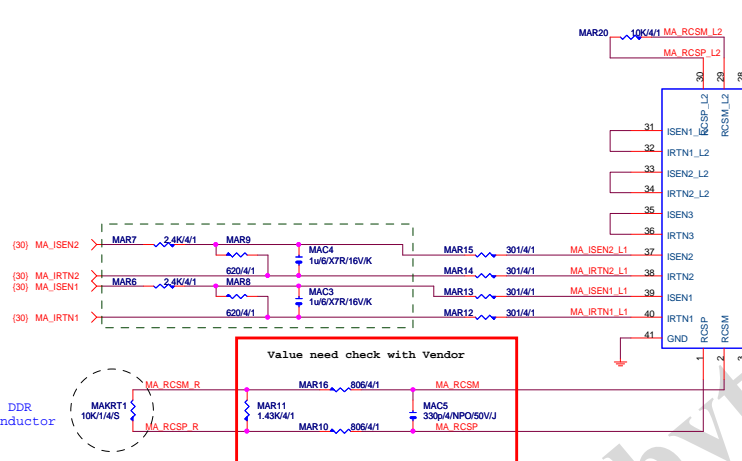 MAR20 10K/4/1 MA_RCSM_L2
MA_RCSP_L2
30 29 28
RCSP_L2 RCSM_L2
31 ISEN1_L2
32 IRTN1_L2
33 ISEN2_L2
34 IRTN2_L2
35 ISEN3
36 IRTN3
{30} MA_ISEN2 MAR7 2.4K/4/1 MAR9 MAR15 301/4/1 MA_ISEN2_L1 37 ISEN2
MAC4
1u/6/X7R/16V/K
{30} MA_IRTN2 620/4/1 MAR14 301/4/1 MA_IRTN2_L1 38 IRTN2
{30} MA_ISEN1 MAR6 2.4K/4/1 MAR8 MAR13 301/4/1 MA_ISEN1_L1 39 ISEN1
MAC3
1u/6/X7R/16V/K
{30} MA_IRTN1 620/4/1 MAR12 301/4/1 MA_IRTN1_L1 40 IRTN1
41 GND
RCSP RCSM
1 2 3
Value need check with Vendor
MA_RCSM_R MAR16 806/4/1 MA_RCSM
DDR
nductor
MAKRT1
10K/1/4/S
MAR11
1.43K/4/1
MAC5
330p/4/NPO/50V/J
MA_RCSP_R MAR10 806/4/1 MA_RCSP